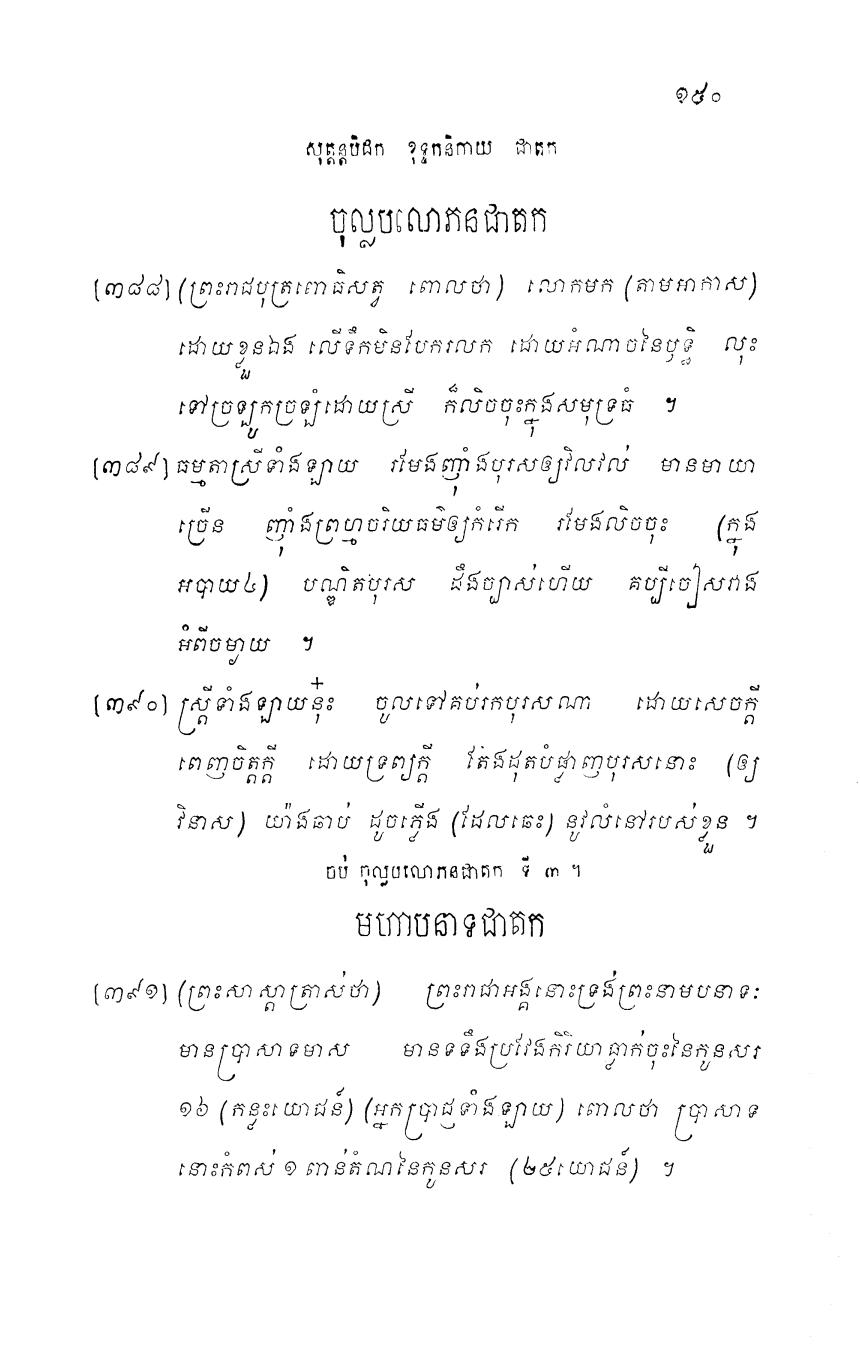 ១៥០
សុត្តន្តបិដក ខុទ្ទកនិកាយ ជាតក
ចុល្លបលោភនជាតក
[៣៨៨] (ព្រះរាជបុត្រពោធិសត្វ ពោលថា) លោកមក (តាមអាកាស)
ដោយខ្លួនឯង លើទឹកមិនបែករលក ដោយអំណាចនៃឫទ្ធិ លុះ
ទៅច្រឡូកច្រឡំដោយស្រី ក៏លិចចុះក្នុងសមុទ្រធំ ។
[៣៨៩] ធម្មតាស្រីទាំងឡាយ រមែងញ៉ាំងបុរសឲ្យវិលវល់ មានមាយា
ច្រើន ញ៉ាំងព្រហ្មចរិយធម៌ឲ្យកំរើក រមែងលិចចុះ (ក្នុង
អបាយ៤) បណ្ឌិតបុរស ដឹងច្បាស់ហើយ គប្បីចៀសវាង
អំពីចម្ងាយ ។
[៣៩០] ស្ត្រីទាំងឡាយនុ៎ះ ចូលទៅគប់រកបុរសណា ដោយសេចក្តី
ពេញចិត្តក្តី ដោយទ្រព្យក្តី តែងដុតបំផ្លាញបុរសនោះ (ឲ្យ
វិនាស) យ៉ាងឆាប់ ដូចភ្លើង (ដែលឆេះ) នូវលំនៅរបស់ខ្លួន ។
ចប់ ចុល្លបលោភនជាតក ទី ៣ ។
មហាបនាទជាតក
[៣៩១] (ព្រះសាស្តាត្រាស់ថា) ព្រះរាជាអង្គនោះទ្រង់ព្រះនាមបនាទៈ
មានប្រាសាទមាស មានទទឹងប្រវែងកិរិយាធ្លាក់ចុះនៃកូនសរ
១៦ (កន្លះយោជន៍) (អ្នកប្រាជ្ញទាំងឡាយ) ពោលថា ប្រាសាទ
នោះកំពស់ ១ ពាន់តំណនៃកូនសរ (២៥យោជន៍) ។